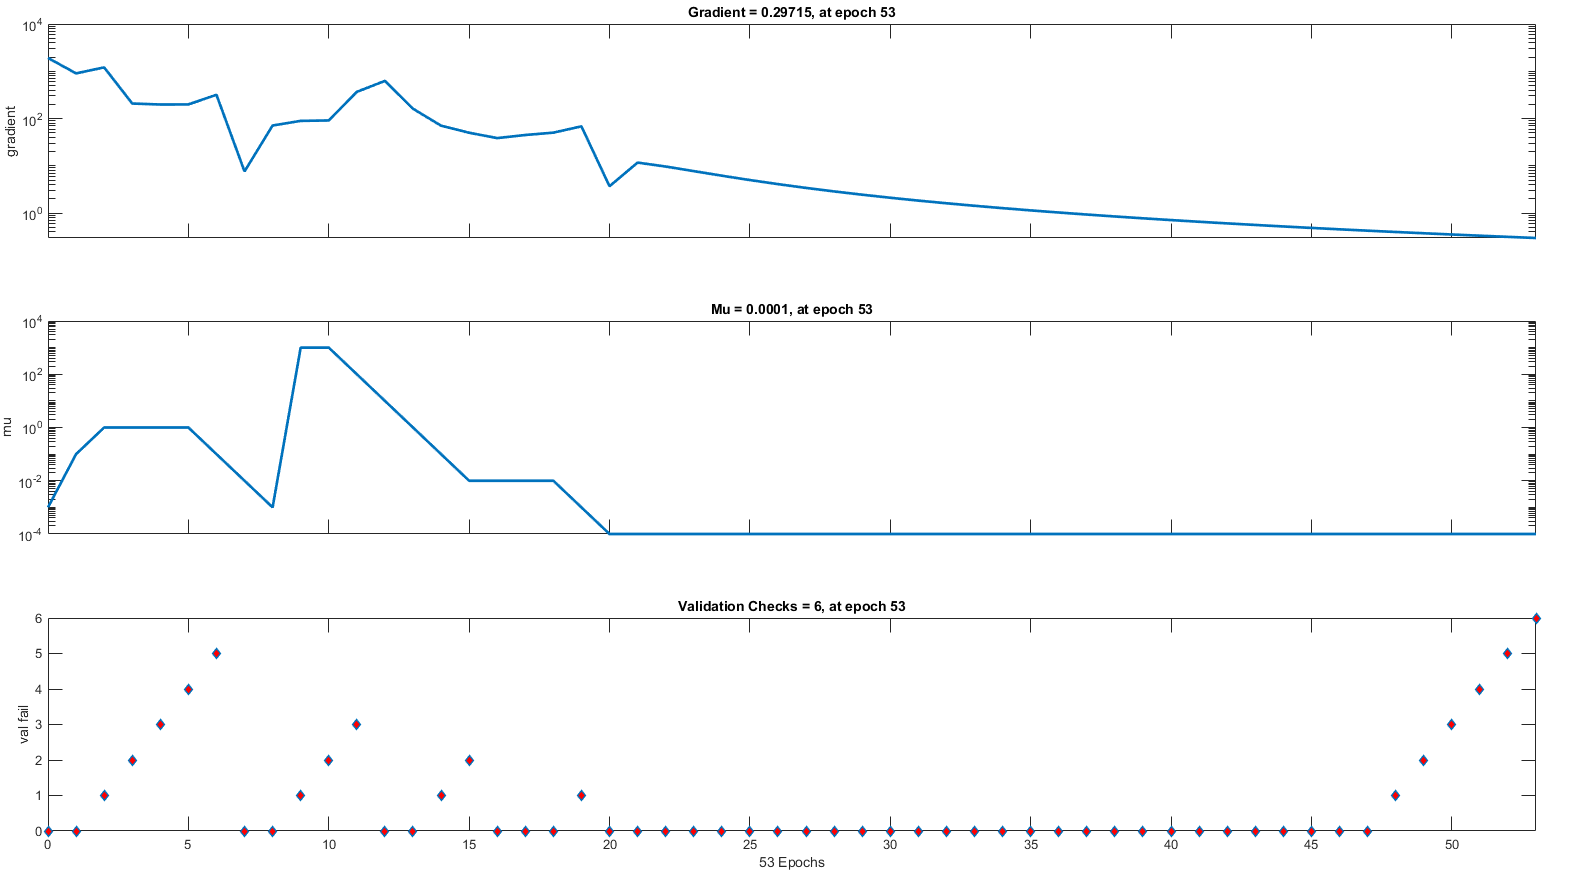 Gradient = 0.29715, at epoch 53
10^4
10^2
10^0
gradient
Mu = 0.0001, at epoch 53
10^4
10^2
10^0
10^-2
10^-4
mu
Validation Checks = 6, at epoch 53
6
5
4
3
2
1
0
val fail
0 5 10 15 20 25 30 35 40 45 50
53 Epochs